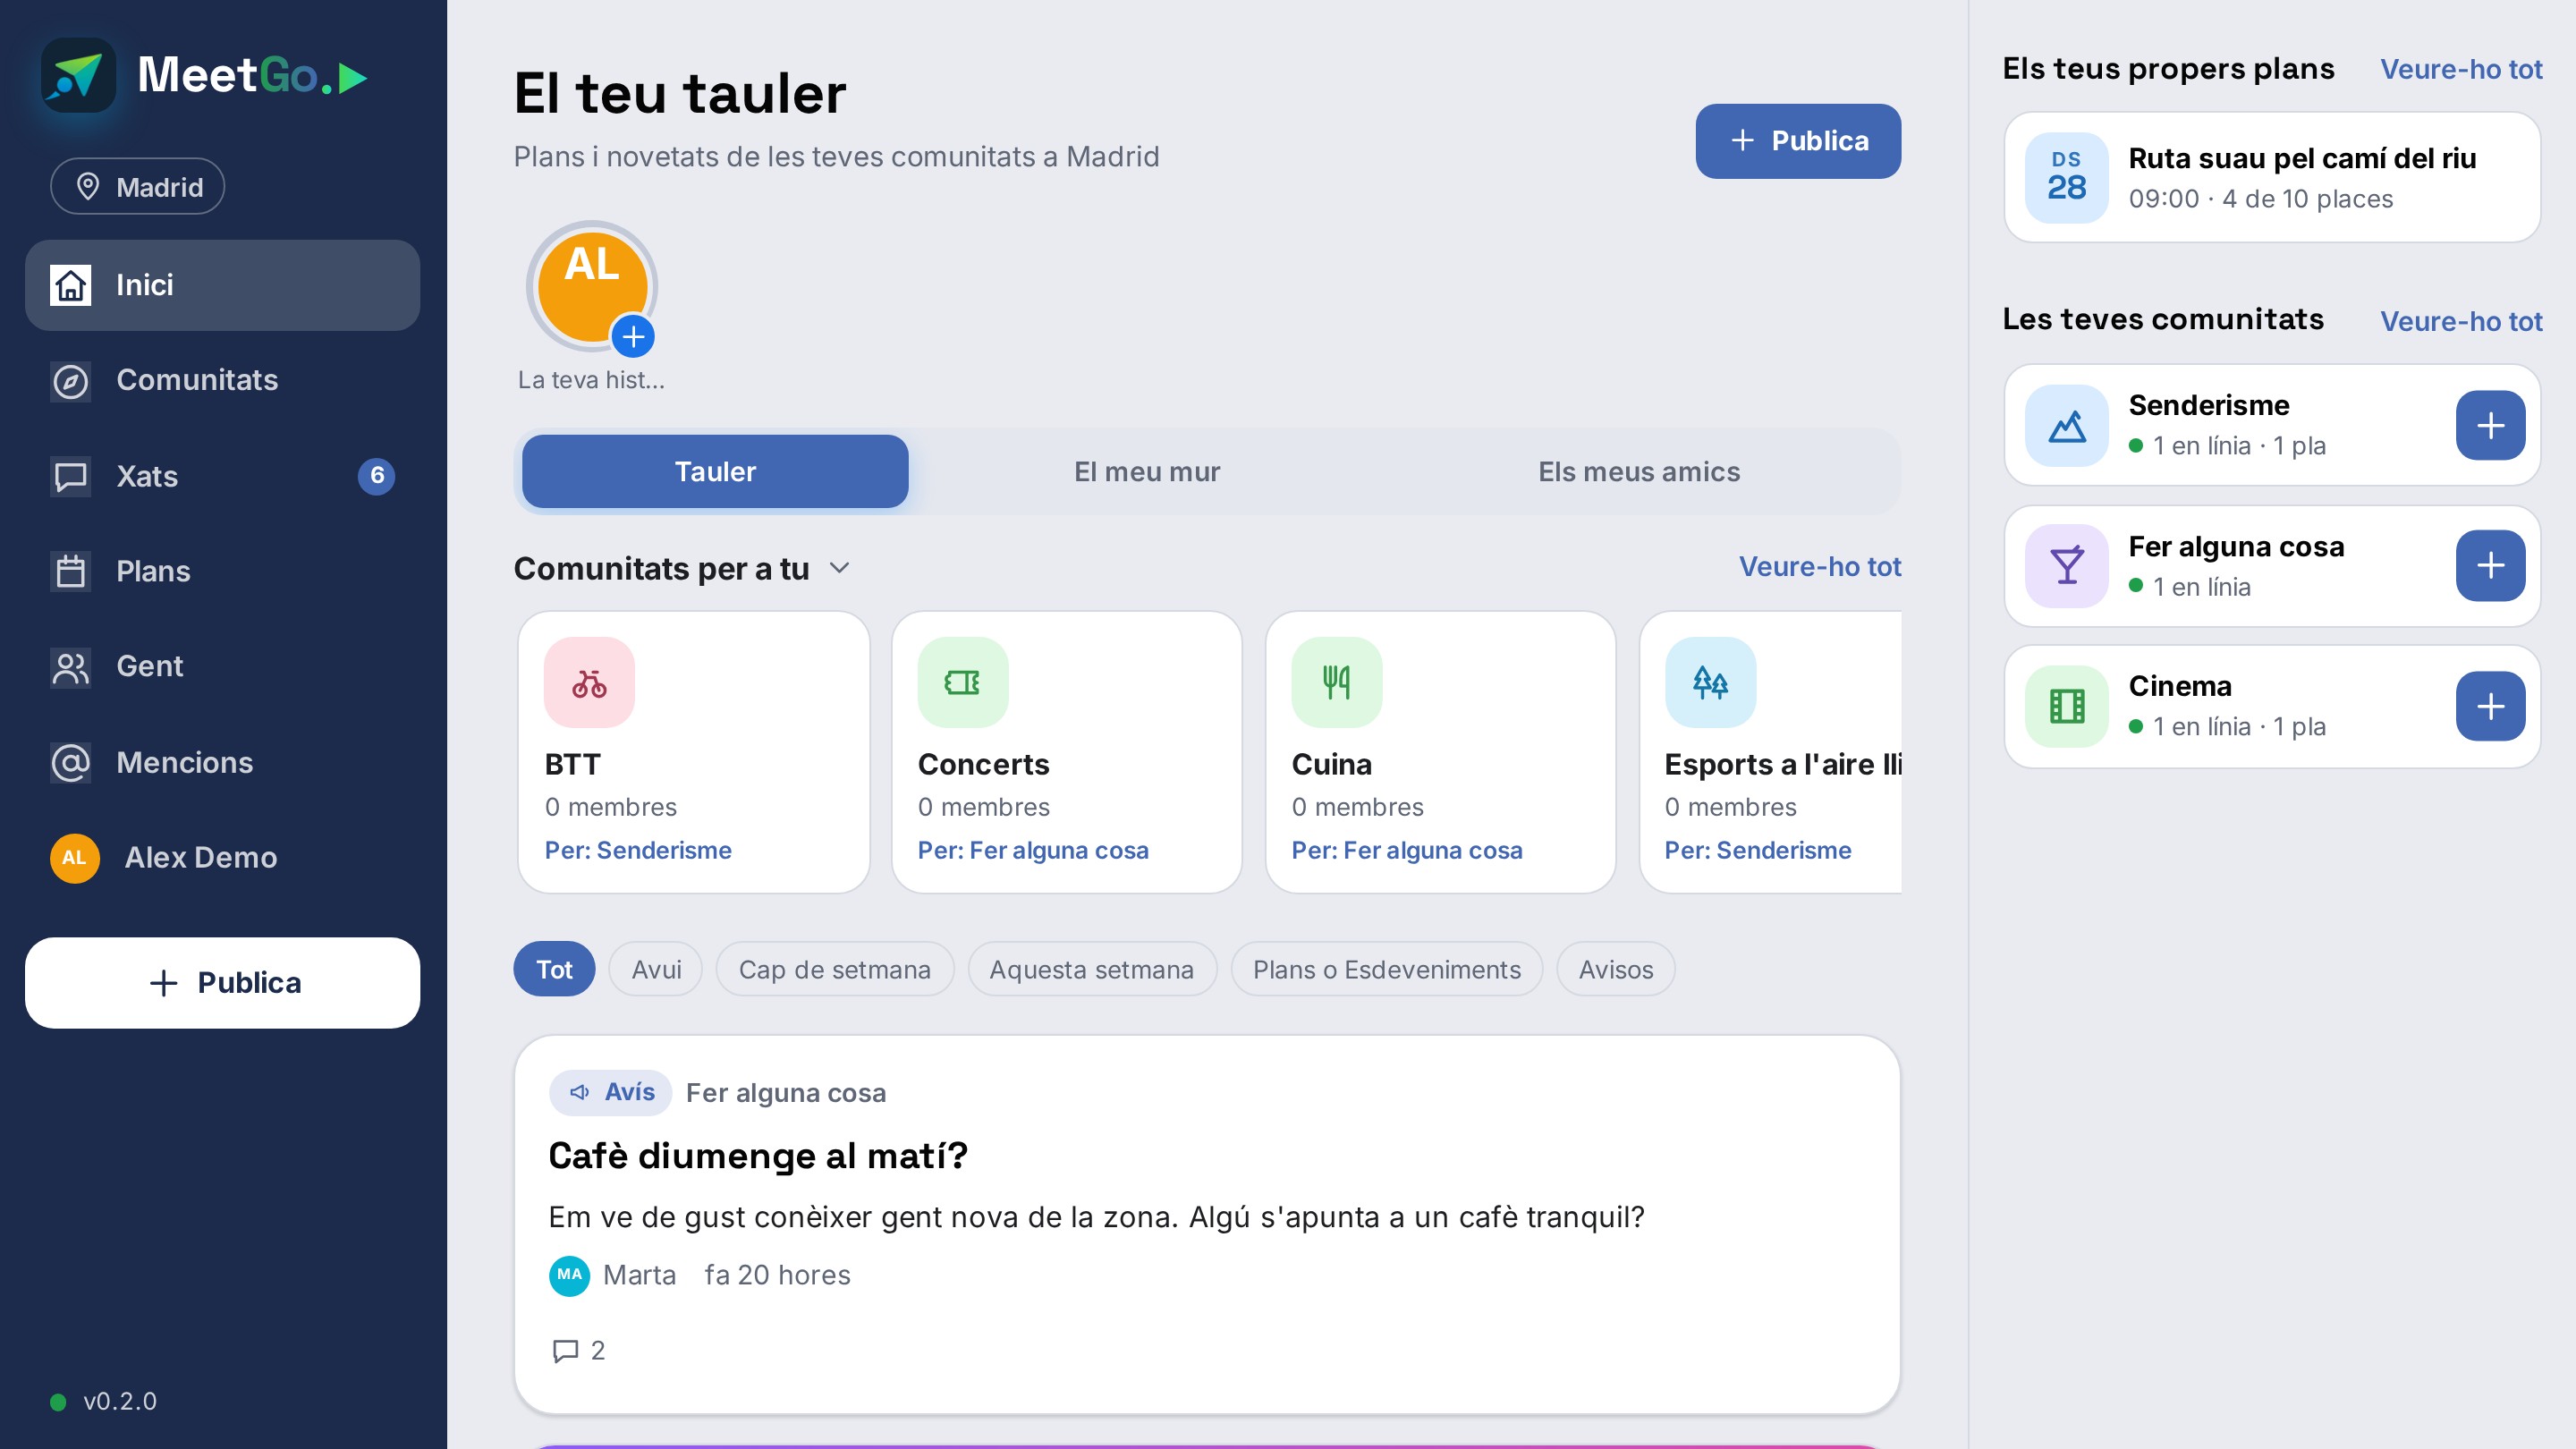 MeetGo.
Madrid
Inici
Comunitats
Xats
6
Plans
Gent
Mencions
AL
Alex Demo
Publica
v0.2.0
El teu tauler
Plans i novetats de les teves comunitats a Madrid
Publica
AL
La teva hist...
Tauler
El meu mur
Els meus amics
Comunitats per a tu
Veure-ho tot
BTT
0 membres
Per: Senderisme
Concerts
0 membres
Per: Fer alguna cosa
Cuina
0 membres
Per: Fer alguna cosa
Esports a l'aire lli
0 membres
Per: Senderisme
Tot
Avui
Cap de setmana
Aquesta setmana
Plans o Esdeveniments
Avisos
Avís
Fer alguna cosa
Cafè diumenge al matí?
Em ve de gust conèixer gent nova de la zona. Algú s'apunta a un cafè tranquil?
MA
Marta
fa 20 hores
2
Els teus propers plans
Veure-ho tot
DS
28
Ruta suau pel camí del riu
09:00 · 4 de 10 places
Les teves comunitats
Veure-ho tot
Senderisme
1 en línia · 1 pla
Fer alguna cosa
1 en línia
Cinema
1 en línia · 1 pla